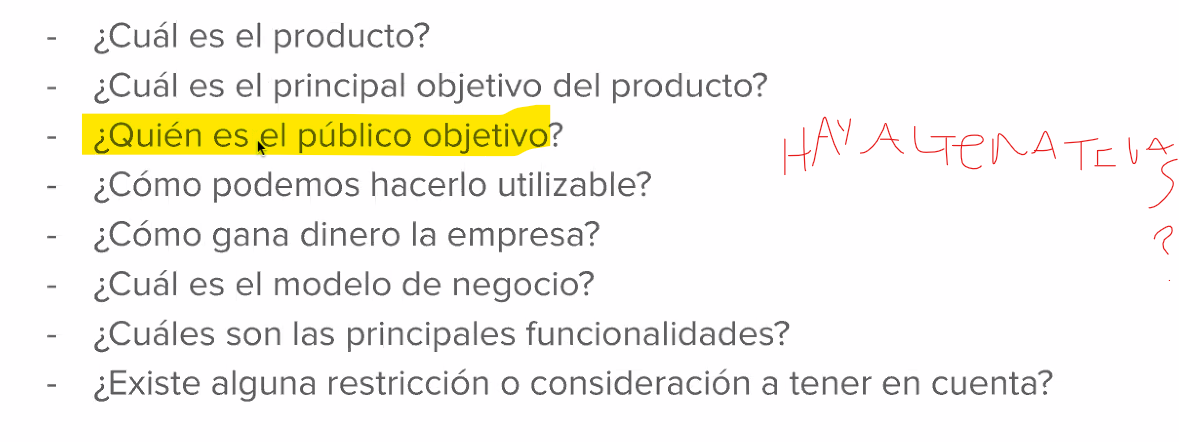 - ¿Cuál es el producto?
- ¿Cuál es el principal objetivo del producto?
- ¿Quién es el público objetivo?
- ¿Cómo podemos hacerlo utilizable?
- ¿Cómo gana dinero la empresa?
- ¿Cuál es el modelo de negocio?
- ¿Cuáles son las principales funcionalidades?
- ¿Existe alguna restricción o consideración a tener en cuenta?
HAY ALTERNATIVA
S
?